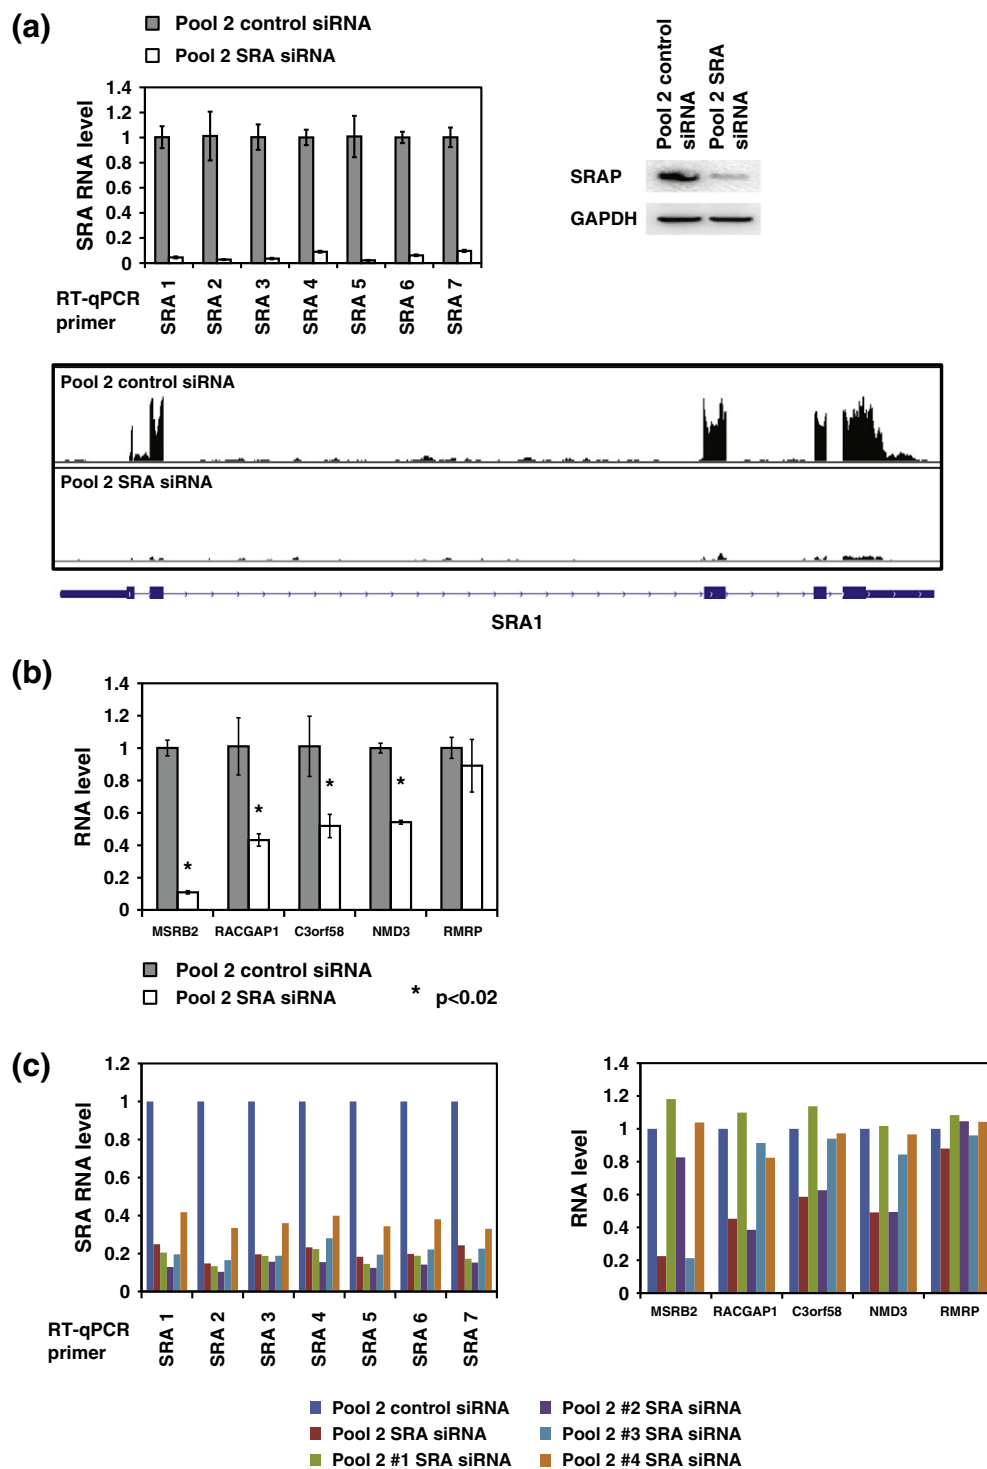 (a)
Pool 2 control siRNA
Pool 2 SRA siRNA
1.4
1.2
1
0.8
0.6
0.4
0.2
0
SRA RNA level
RT-qPCR
primer
SRA 1
SRA 2
SRA 3
SRA 4
SRA 5
SRA 6
SRA 7
Pool 2 control
siRNA
Pool 2 SRA
siRNA
SRAP
GAPDH
Pool 2 control siRNA
Pool 2 SRA siRNA
SRA1
(b)
1.4
1.2
1
0.8
0.6
0.4
0.2
0
RNA level
*
*
*
*
MSRB2
RACGAP1
C3orf58
NMD3
RMRP
Pool 2 control siRNA
Pool 2 SRA siRNA
* p<0.02
(c)
1.2
1
0.8
0.6
0.4
0.2
0
SRA RNA level
RT-qPCR
primer
SRA 1
SRA 2
SRA 3
SRA 4
SRA 5
SRA 6
SRA 7
1.4
1.2
1
0.8
0.6
0.4
0.2
0
RNA level
MSRB2
RACGAP1
C3orf58
NMD3
RMRP
Pool 2 control siRNA
Pool 2 SRA siRNA
Pool 2 #1 SRA siRNA
Pool 2 #2 SRA siRNA
Pool 2 #3 SRA siRNA
Pool 2 #4 SRA siRNA